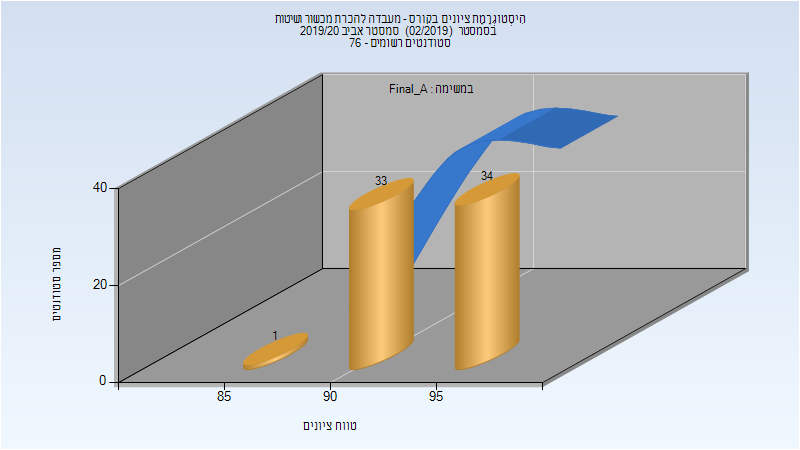 היסטוגרמת ציונים בקורס - מעבדה להכרת מכשור ושיטות
בסמסטר (02/2019) סמסטר אביב 2019/20
סטודנטים רשומים - 76
במשימה : Final_A
33
34
1
40
20
0
85
90
95
מספר סטודנטים
טווח ציונים